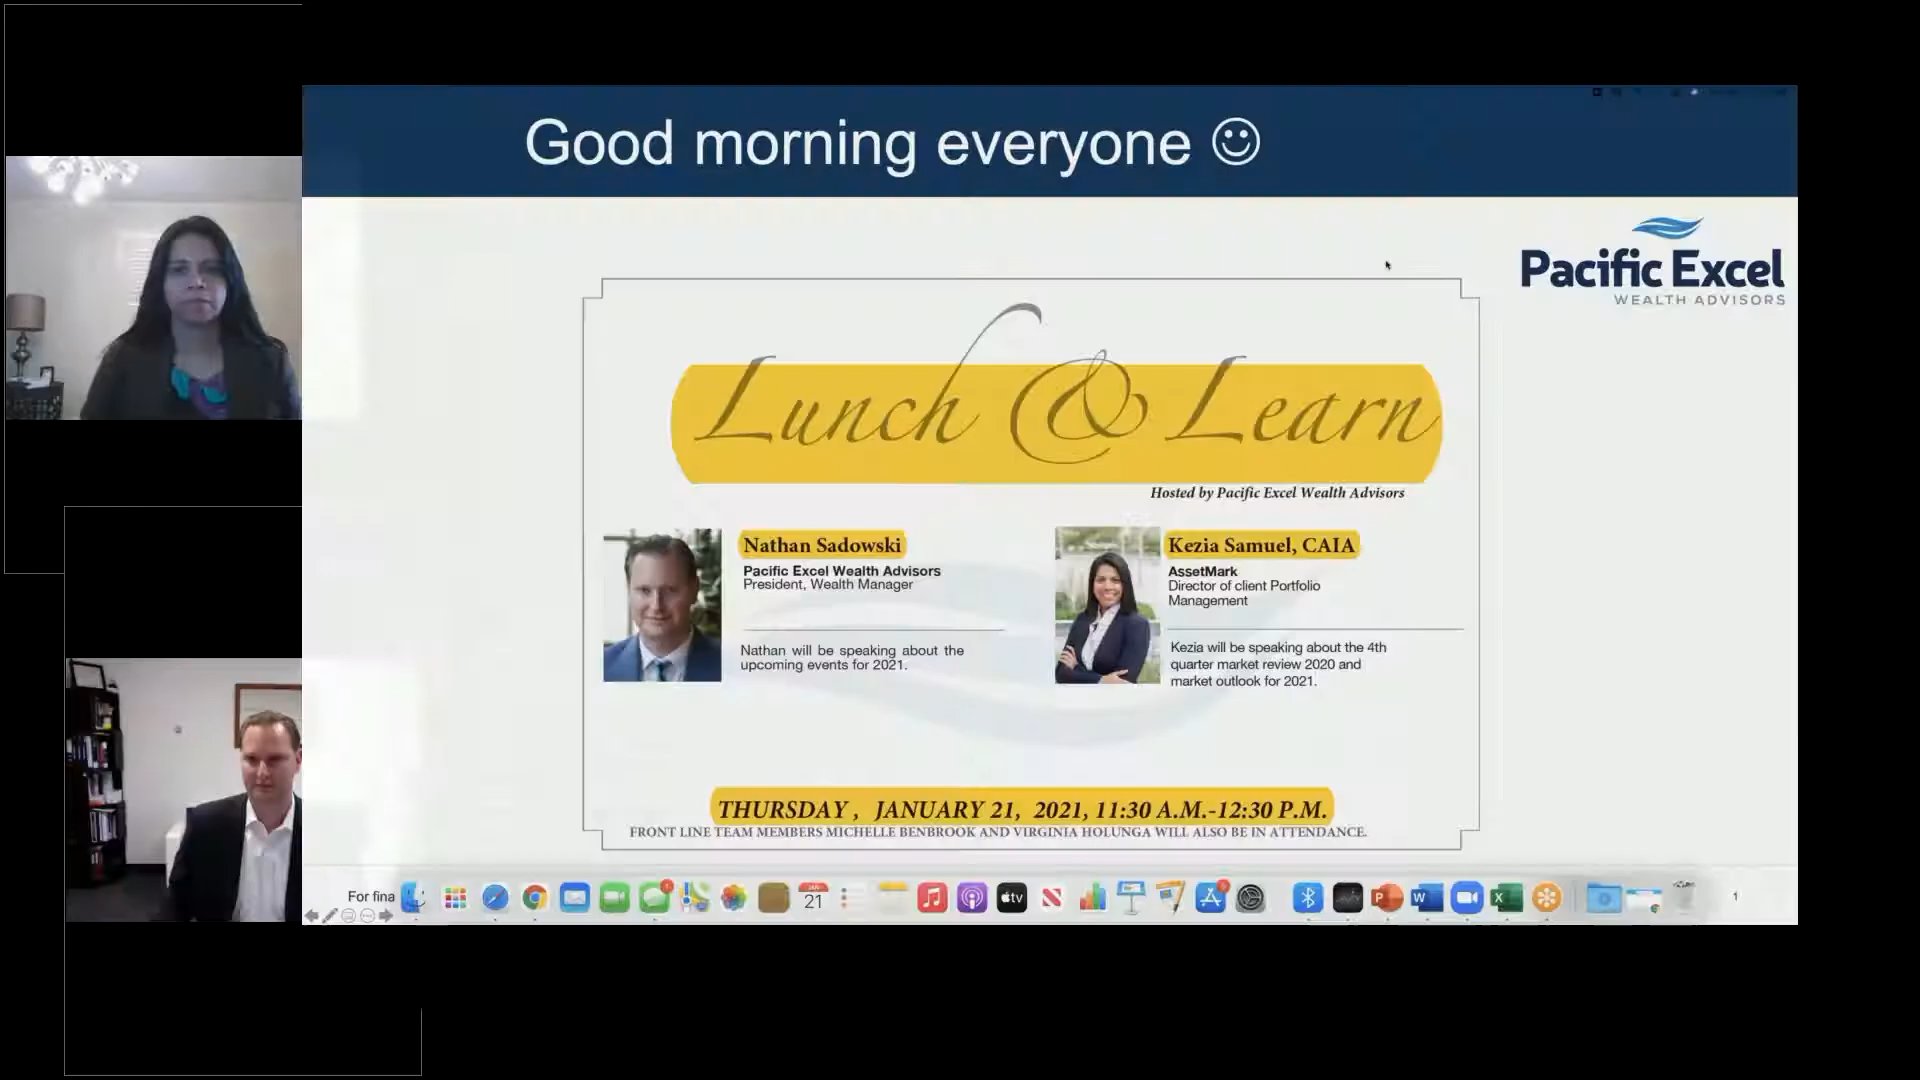 Good morning everyone ☺
Pacific Excel
WEALTH ADVISORS
Lunch & Learn
Hosted by Pacific Excel Wealth Advisors
Nathan Sadowski
Pacific Excel Wealth Advisors
President, Wealth Manager
Nathan will be speaking about the
upcoming events for 2021.
Kezia Samuel, CAIA
AssetMark
Director of client Portfolio
Management
Kezia will be speaking about the 4th
quarter market review 2020 and
market outlook for 2021.
THURSDAY , JANUARY 21, 2021, 11:30 A.M.-12:30 P.M.
FRONT LINE TEAM MEMBERS MICHELLE BENBROOK AND VIRGINIA HOLUNGA WILL ALSO BE IN ATTENDANCE.
For fina
JAN
21
tv
P
W
X
1